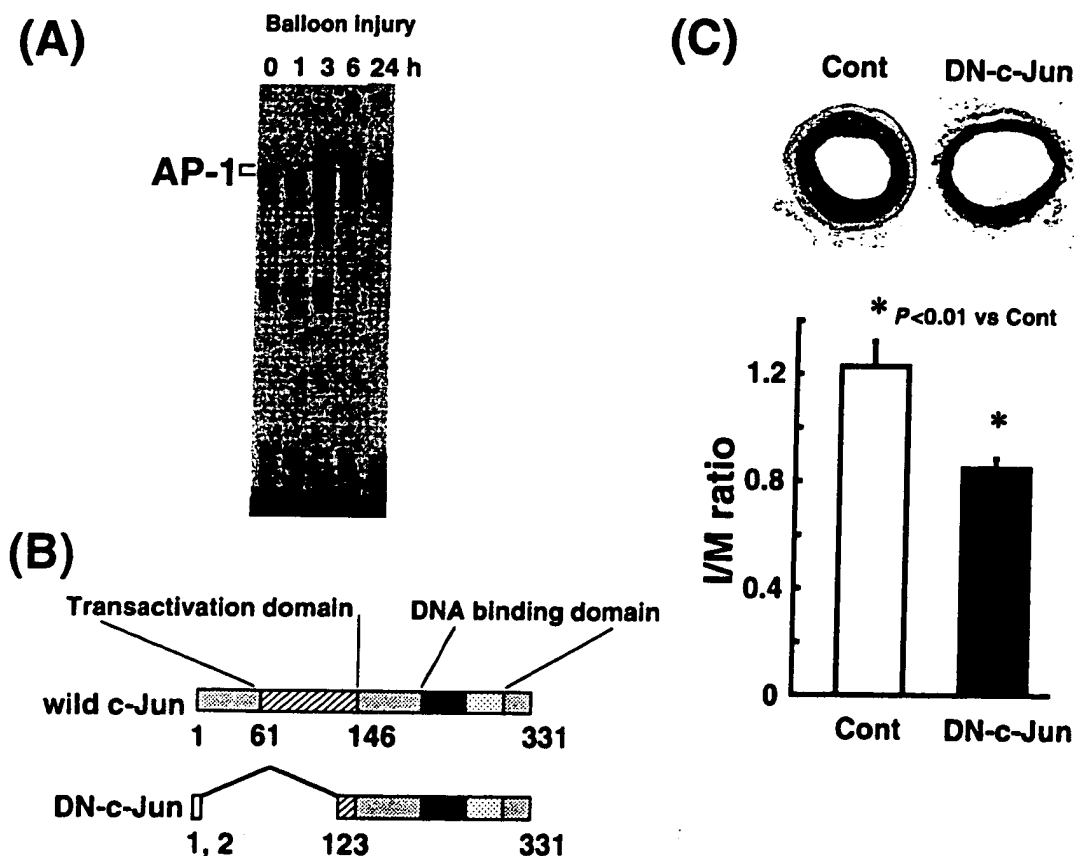 (A)
Balloon injury
0 1 3 6 24 h
AP-1
(B)
Transactivation domain
DNA binding domain
wild c-Jun
1 61 146 331
DN-c-Jun
1, 2 123 331
(C)
Cont DN-c-Jun
* P<0.01 vs Cont
*
I/M ratio
1.2
0.8
0.4
0
Cont DN-c-Jun